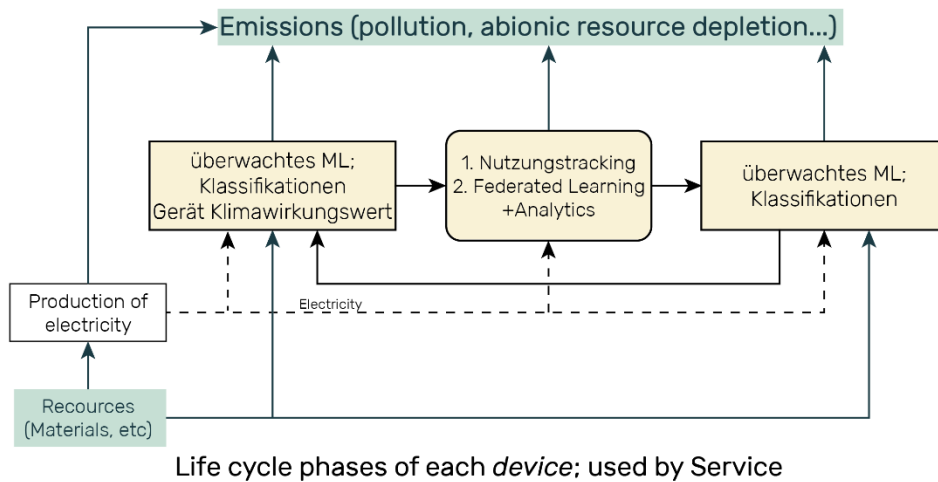 Emissions (pollution, abionic resource depletion...)
überwachtes ML;
Klassifikationen
Gerät Klimawirkungswert
1. Nutzungstracking
2. Federated Learning
+Analytics
überwachtes ML;
Klassifikationen
Production of
electricity
Electricity
Recources
(Materials, etc)
Life cycle phases of each device; used by Service